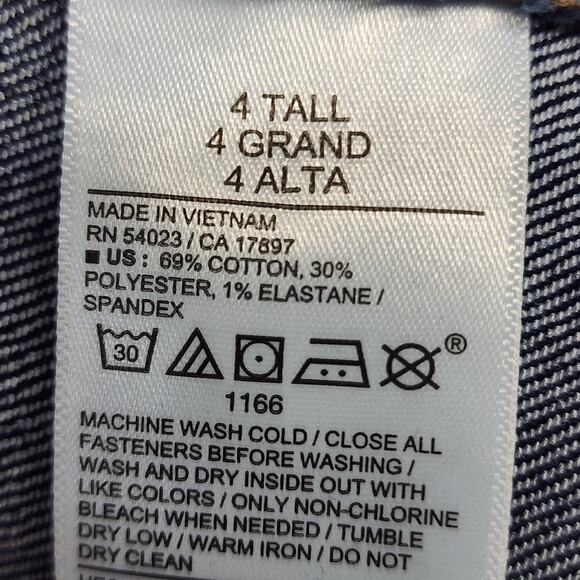 4 TALL
4 GRAND
4 ALTA
MADE IN VIETNAM
RN 54023 / CA 17897
■ US : 69% COTTON, 30%
POLYESTER, 1% ELASTANE /
SPANDEX
30 ®
1166
MACHINE WASH COLD / CLOSE ALL
FASTENERS BEFORE WASHING /
WASH AND DRY INSIDE OUT WITH
LIKE COLORS / ONLY NON-CHLORINE
BLEACH WHEN NEEDED / TUMBLE
DRY LOW / WARM IRON / DO NOT
DRY CLEAN